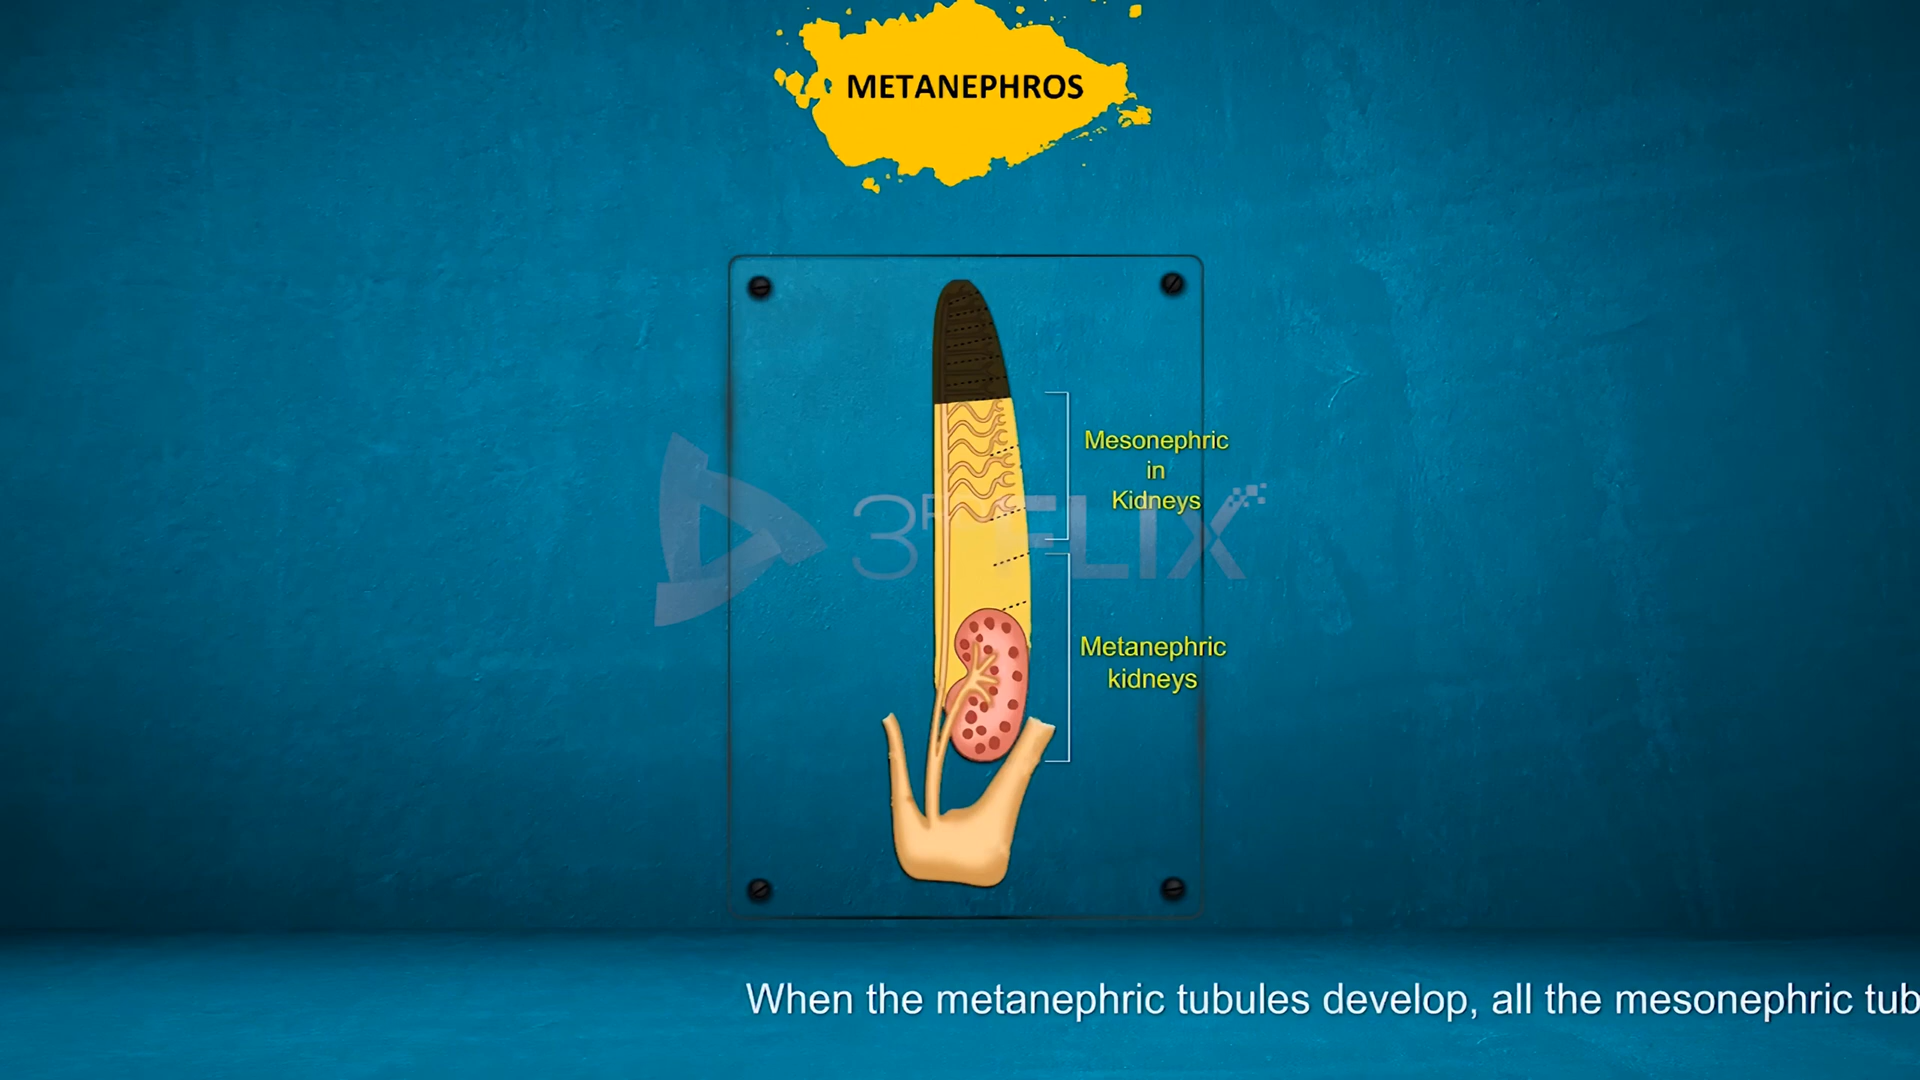 METANEPHROS
Mesonephric
in
Kidneys
Metanephric
kidneys
When the metanephric tubules develop, all the mesonephric tub